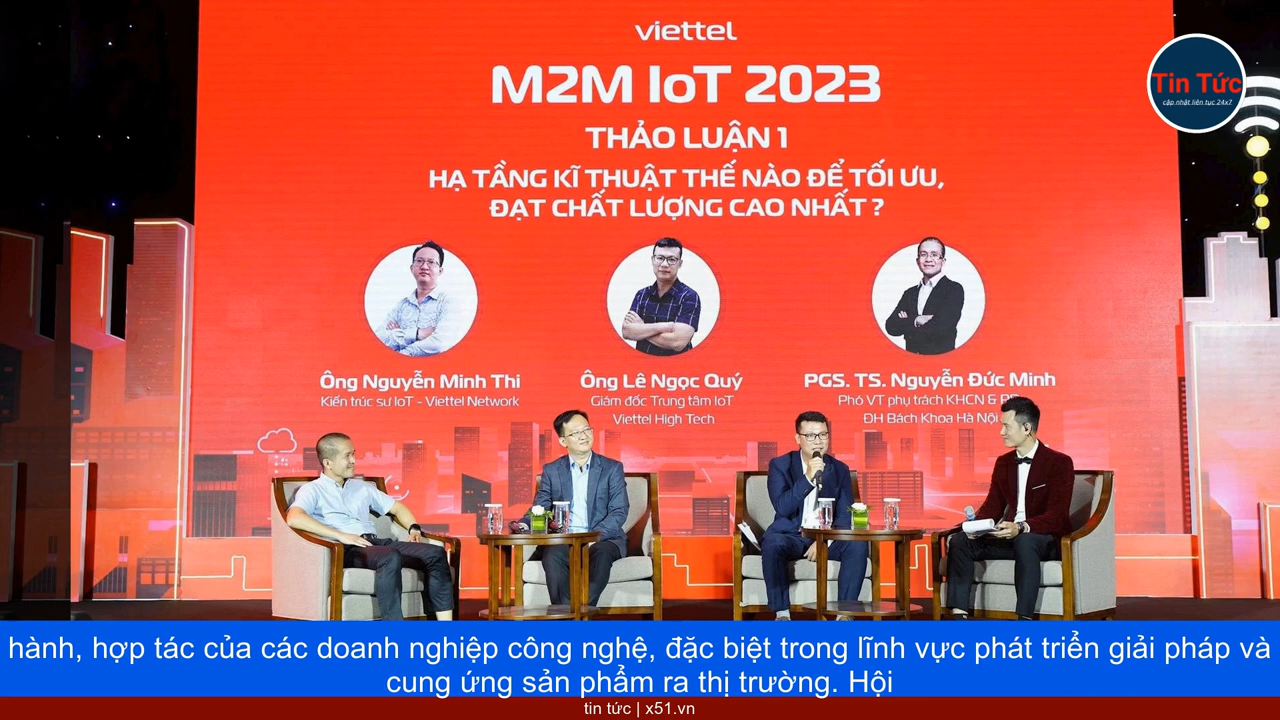 viettel
M2M IoT 2023
THẢO LUẬN 1
HẠ TẦNG KĨ THUẬT THẾ NÀO ĐỂ TỐI ƯU,
ĐẠT CHẤT LƯỢNG CAO NHẤT ?
Tin Tức
cập nhật liên tục 24x7
Ông Nguyễn Minh Thi
Kiến trúc sư IoT - Viettel Network
Ông Lê Ngọc Quý
Giám đốc Trung tâm IoT
Viettel High Tech
PGS. TS. Nguyễn Đức Minh
Phó VT phụ trách KHCN &
ĐH Bách Khoa Hà Nội
hành, hợp tác của các doanh nghiệp công nghệ, đặc biệt trong lĩnh vực phát triển giải pháp và
cung ứng sản phẩm ra thị trường. Hội
tin tức | x51.vn